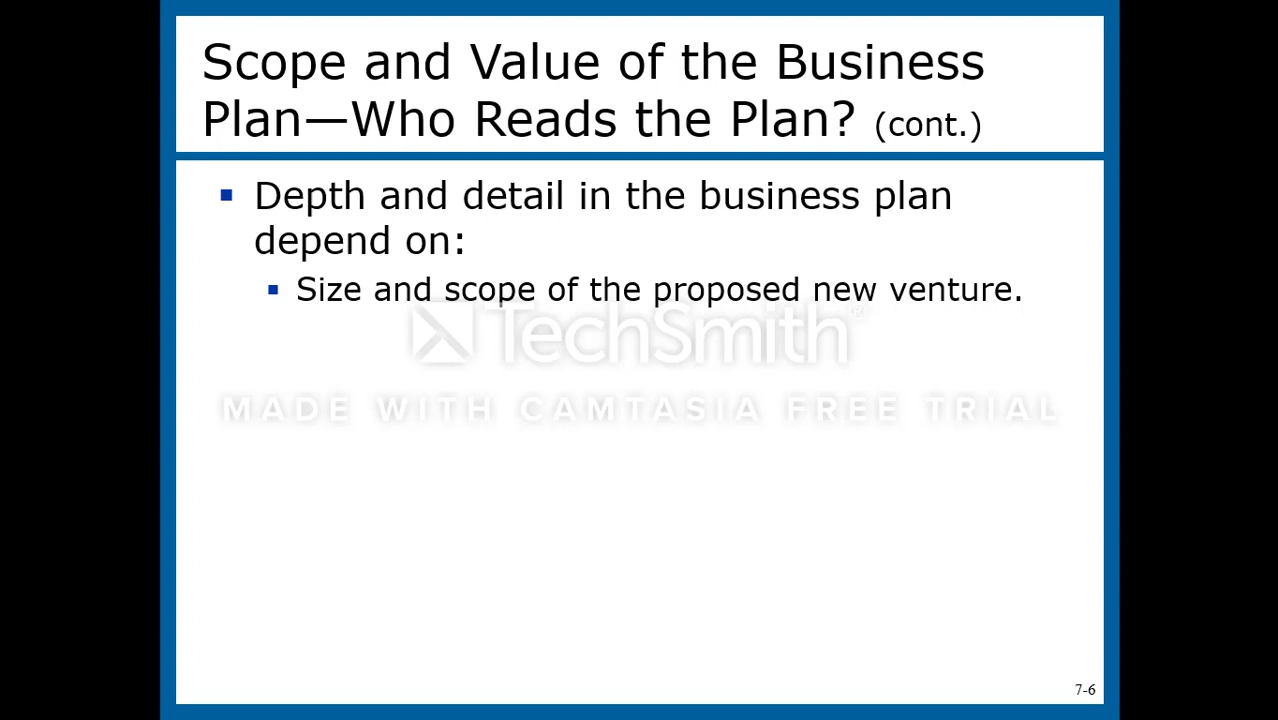 Scope and Value of the Business
Plan—Who Reads the Plan? (cont.)
▪ Depth and detail in the business plan
depend on:
▪ Size and scope of the proposed new venture.
TechSmith®
MADE WITH CAMTASIA FREE TRIAL
7-6